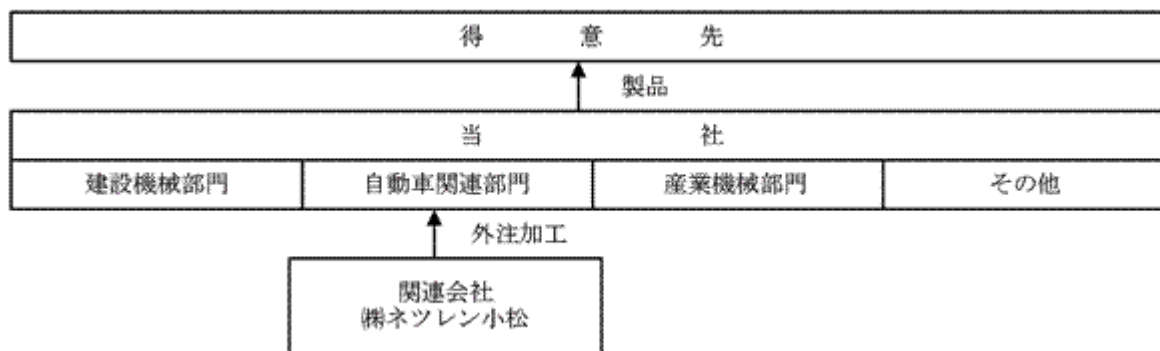 得意先
製品
当社
建設機械部門 自動車関連部門 産業機械部門 その他
外注加工
関連会社
㈱ネツレン小松